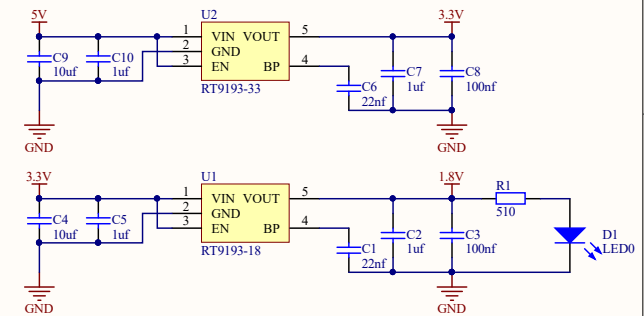 5V
U2
3.3V
1 VIN VOUT 5
2 GND
3 EN BP 4
C9
10uf
C10
1uf
RT9193-33
C6
22nf
C7
1uf
C8
100nf
GND
GND
3.3V
U1
1.8V
R1
510
1 VIN VOUT 5
2 GND
3 EN BP 4
C4
10uf
C5
1uf
RT9193-18
C1
22nf
C2
1uf
C3
100nf
D1
LED0
GND
GND